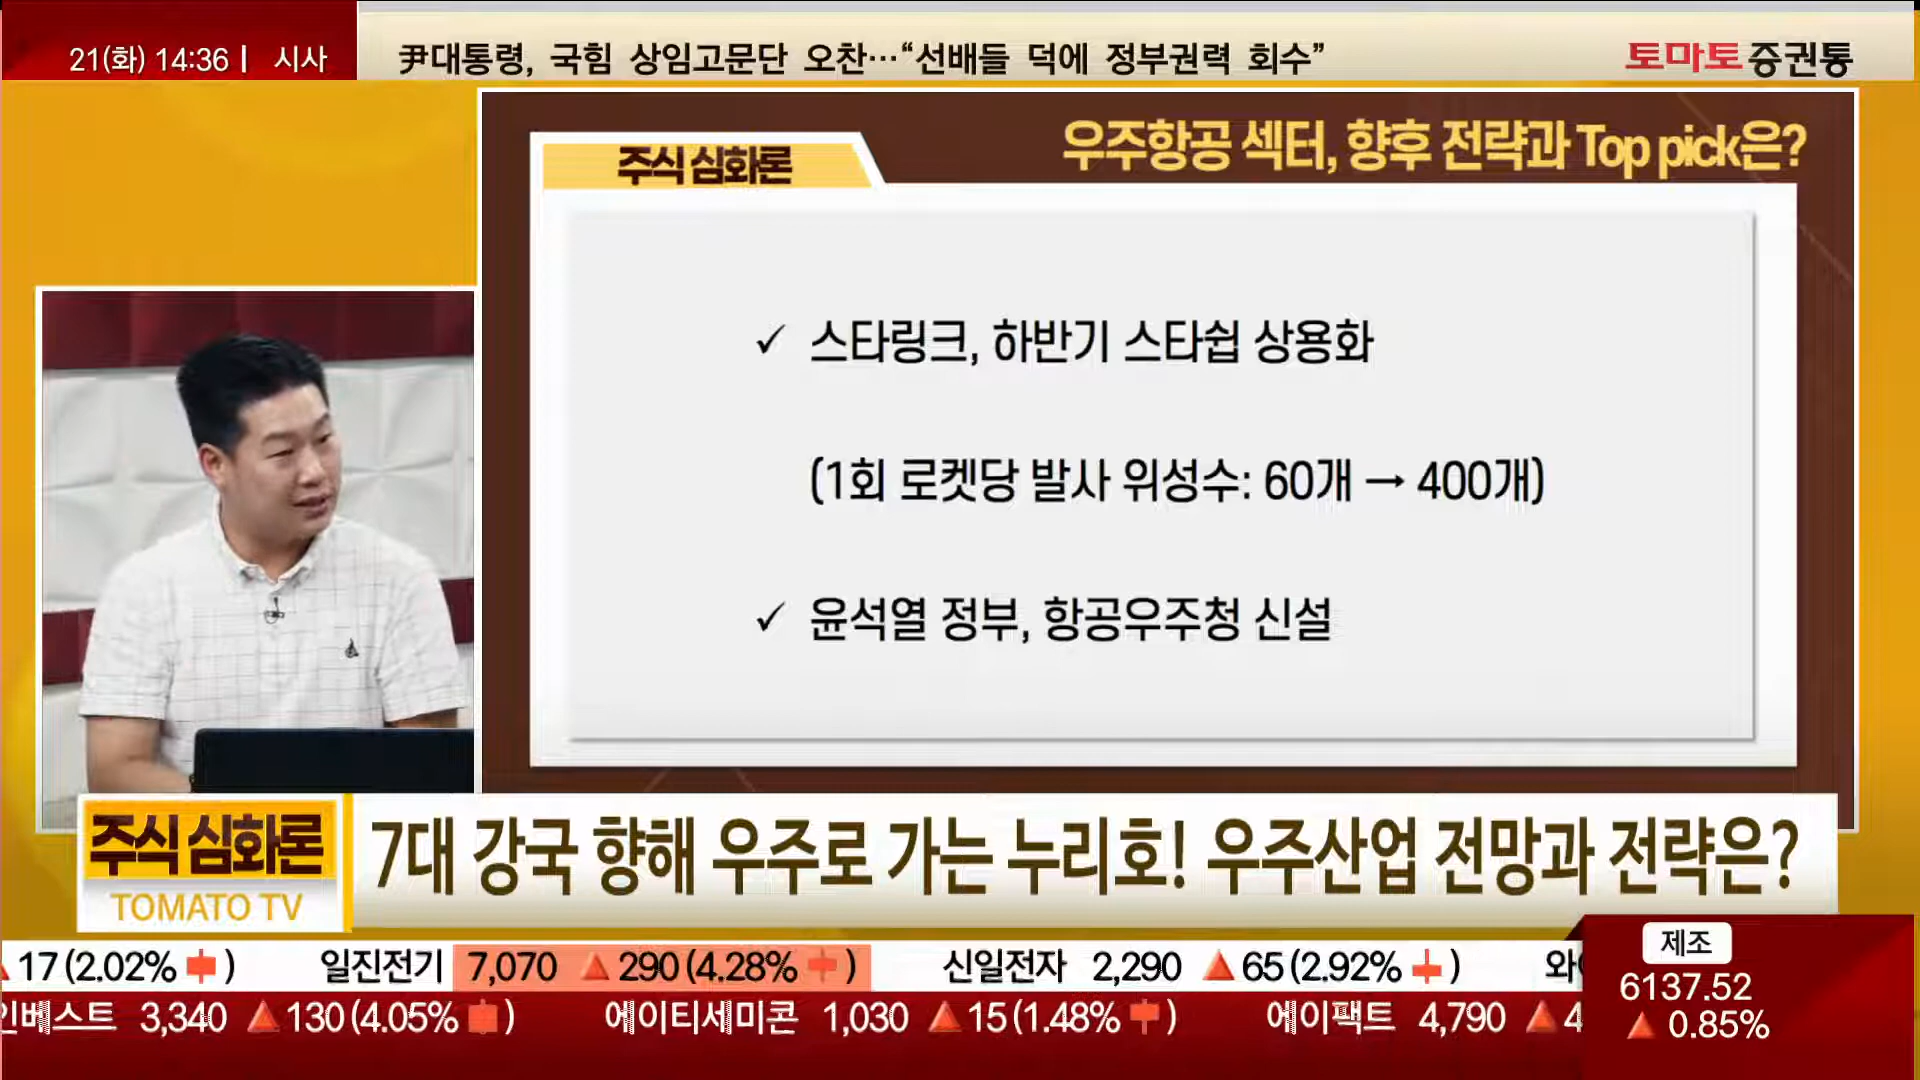 21(화) 14:36 | 시사
尹대통령, 국힘 상임고문단 오찬…“선배들 덕에 정부권력 회수”
토마토증권통
주식 심화론
우주항공 섹터, 향후 전략과 Top pick은?
✓ 스타링크, 하반기 스타쉽 상용화
(1회 로켓당 발사 위성수: 60개 → 400개)
✓ 윤석열 정부, 항공우주청 신설
주식 심화론
TOMATO TV
7대 강국 향해 우주로 가는 누리호! 우주산업 전망과 전략은?
▲17(2.02% ) 일진전기 7,070 ▲290(4.28% ) 신일전자 2,290 ▲65(2.92% )
인베스트 3,340 ▲130(4.05% ) 에이티세미콘 1,030 ▲15(1.48% ) 에이팩트 4,790 ▲4
제조
6137.52
▲ 0.85%